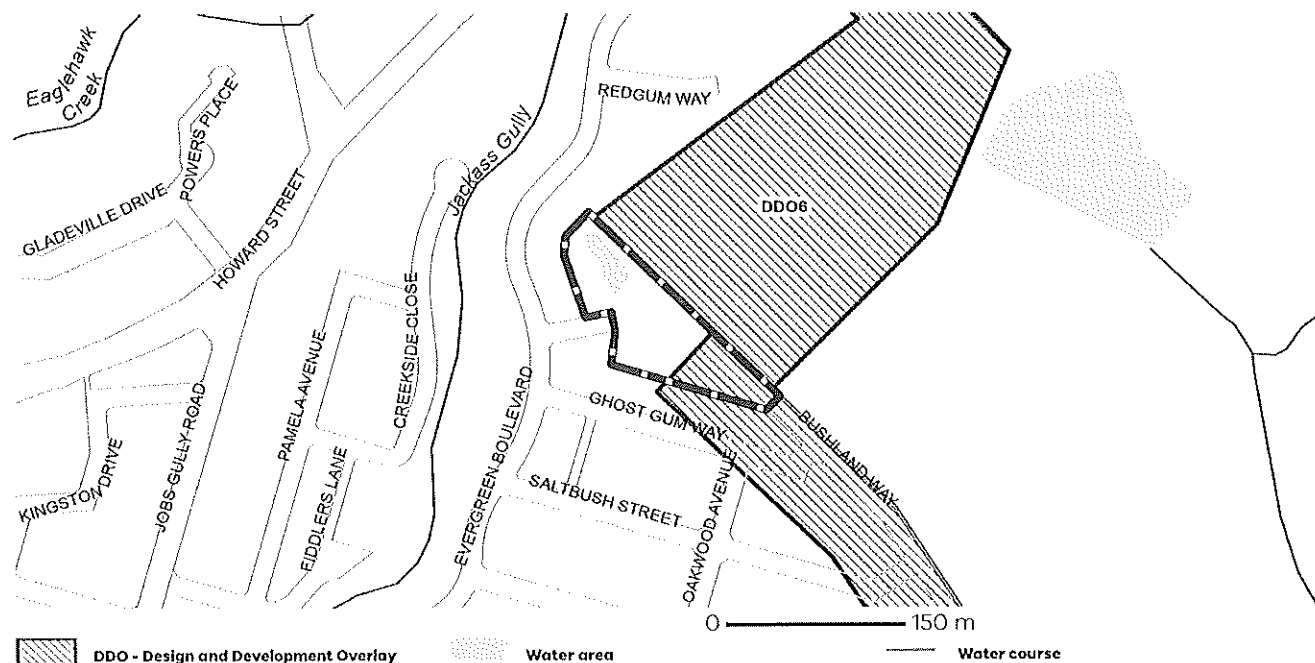 Eaglehawk
Creek
POWERS PLACE
GLADEVILLE DRIVE
HOWARD STREET
Jackass Gully
REDGUM WAY
DDO6
CREEKSIDE CLOSE
PAMELA AVENUE
JOBS GULLY ROAD
KINGSTON DRIVE
FIDDLERS LANE
EVERGREEN BOULEVARD
GHOST GUM WAY
BUSHLAND WAY
SALTBUSH STREET
OAKWOOD AVENUE
0 150 m
DDO - Design and Development Overlay
Water area
Water course